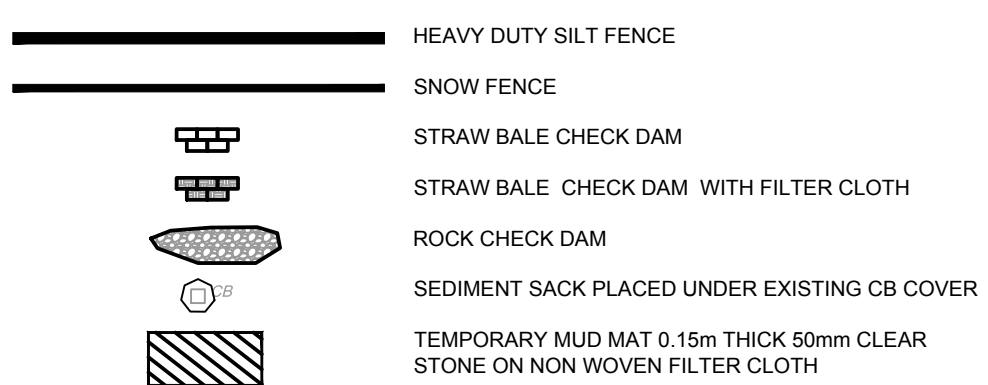 HEAVY DUTY SILT FENCE
SNOW FENCE
STRAW BALE CHECK DAM
STRAW BALE CHECK DAM WITH FILTER CLOTH
ROCK CHECK DAM
CB
SEDIMENT SACK PLACED UNDER EXISTING CB COVER
TEMPORARY MUD MAT 0.15m THICK 50mm CLEAR
STONE ON NON WOVEN FILTER CLOTH